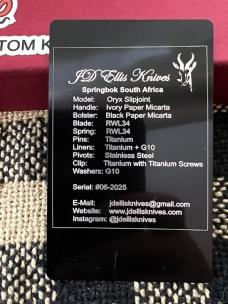 TOM K
JD Ellis Knives
Springbok South Africa
Model: Oryx Slipjoint
Handle: Ivory Paper Micarta
Bolster: Black Paper Micarta
Blade: RWL34
Spring: RWL34
Pins: Titanium
Liners: Titanium + G10
Pivots: Stainless Steel
Clip: Titanium with Titanium Screws
Washers: G10
Serial: #06-2025
E-Mail: jdellisknives@gmail.com
Website: www.jdellisknives.com
Instagram: @jdellisknives